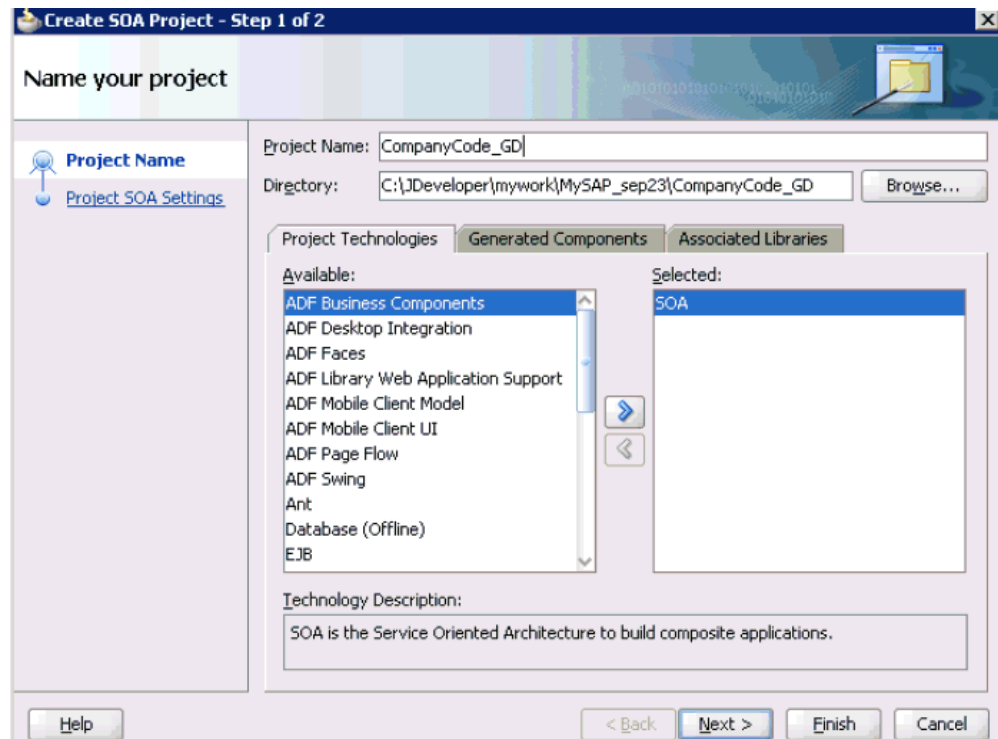 Create SOA Project - Step 1 of 2
Name your project
Project Name
Project SOA Settings
Project Name: CompanyCode_GD
Directory: C:\JDeveloper\mywork\MySAP_sep23\CompanyCode_GD Browse...
Project Technologies Generated Components Associated Libraries
Available: Selected:
ADF Business Components SOA
ADF Desktop Integration
ADF Faces
ADF Library Web Application Support
ADF Mobile Client Model
ADF Mobile Client UI
ADF Page Flow
ADF Swing
Ant
Database (Offline)
EJB
Technology Description:
SOA is the Service Oriented Architecture to build composite applications.
Help < Back Next > Finish Cancel